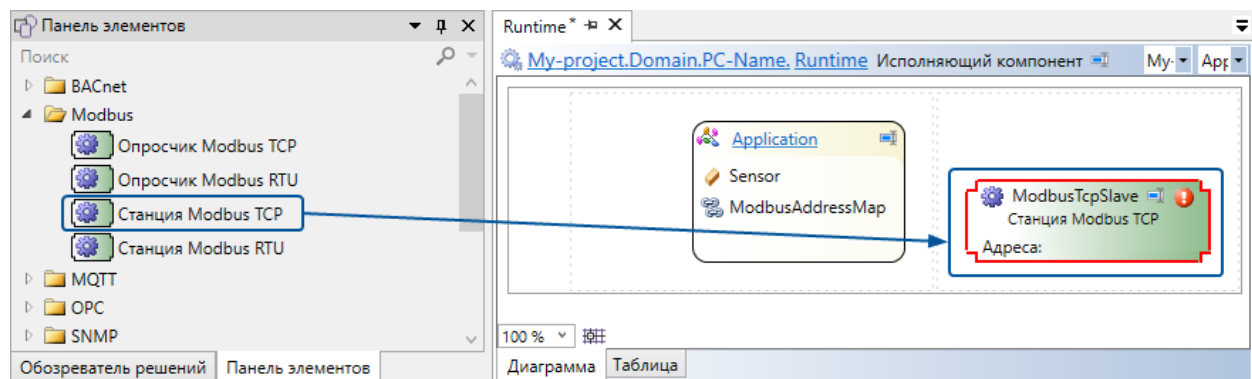 Панель элементов
Поиск
BACnet
Modbus
Опросчик Modbus TCP
Опросчик Modbus RTU
Станция Modbus TCP
Станция Modbus RTU
MQTT
OPC
SNMP
Обозреватель решений Панель элементов
Runtime*
My-project.Domain.PC-Name. Runtime Исполняющий компонент My- App
Application
Sensor
ModbusAddressMap
ModbusTcpSlave
Станция Modbus TCP
Адреса:
100 %
Диаграмма Таблица